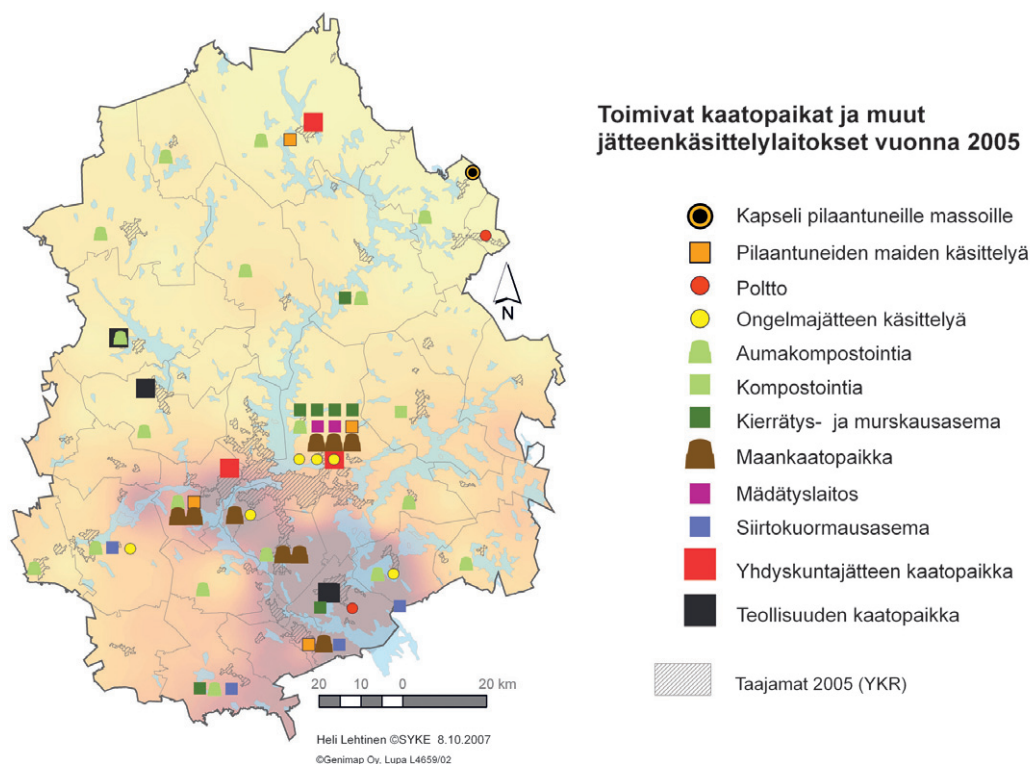 Toimivat kaatopaikat ja muut
jätteenkäsittelylaitokset vuonna 2005
Kapseli pilaantuneille massoille
Pilaantuneiden maiden käsittelyä
Poltto
Ongelmajätteen käsittelyä
Aumakompostointia
Kompostointia
Kierrätys- ja murskausasema
Maankaatopaikka
Mädätyslaitos
Siirtokuormausasema
Yhdyskuntajätteen kaatopaikka
Teollisuuden kaatopaikka
Taajamat 2005 (YKR)
N
20 10 0 20 km
Heli Lehtinen ©SYKE 8.10.2007
©Genimap Oy, Lupa L4659/02